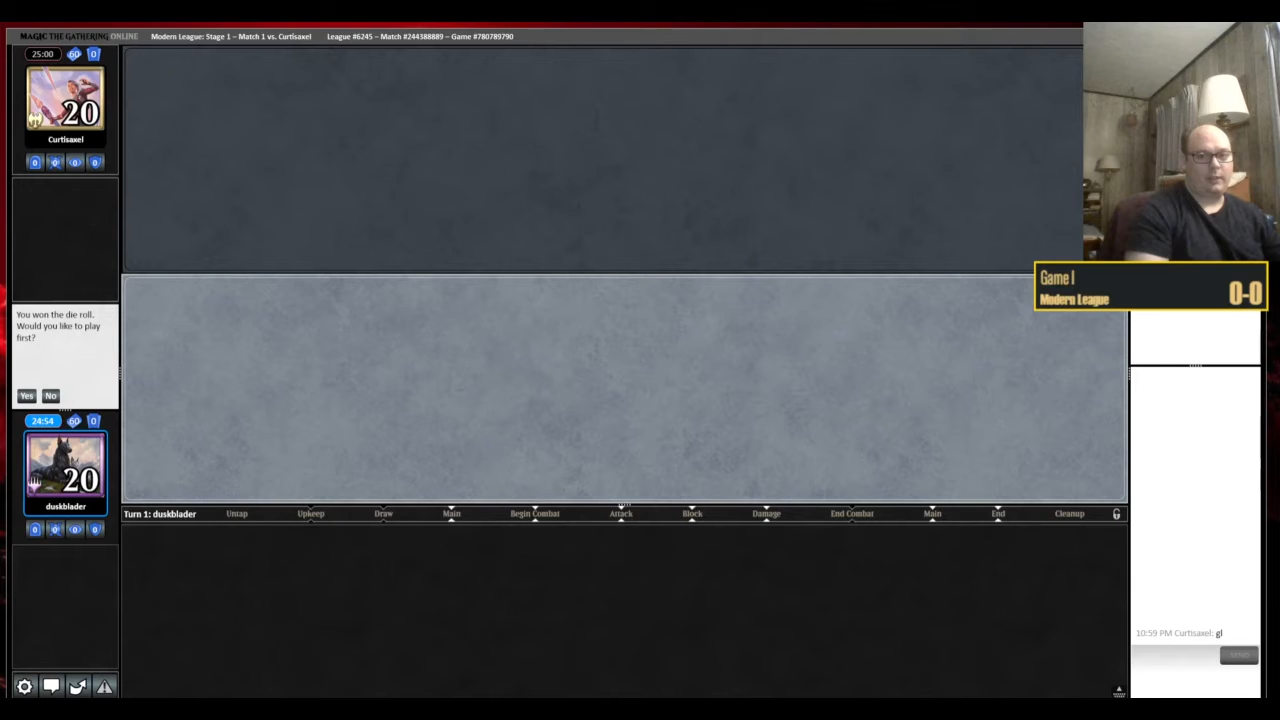 MAGIC THE GATHERING ONLINE Modern League: Stage 1 – Match 1 vs. Curtisaxel League #6245 – Match #244388889 – Game #780789790
25:00 60 0
20
Curtisaxel
0 0 0 0
Game 1
Modern League 0-0
You won the die roll.
Would you like to play
first?
Yes No
24:54 60 0
20
duskblader
0 0 0 0
Turn 1: duskblader Untap Upkeep Draw Main Begin Combat Attack Block Damage End Combat Main End Cleanup
10:59 PM Curtisaxel: gl
SEND